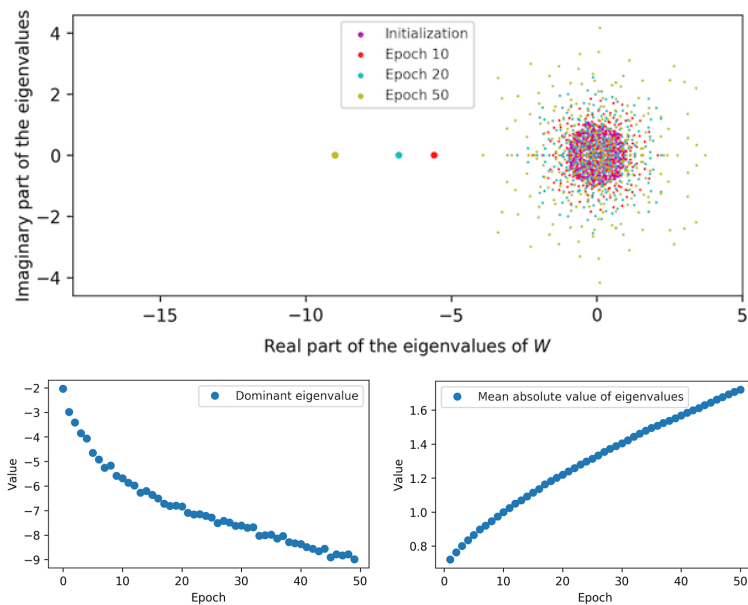 Imaginary part of the eigenvalues
4
2
0
−2
−4
Initialization
Epoch 10
Epoch 20
Epoch 50
−15
−10
−5
0
5
Real part of the eigenvalues of W
Value
−2
−3
−4
−5
−6
−7
−8
−9
Dominant eigenvalue
0
10
20
30
40
50
Epoch
Value
1.6
1.4
1.2
1.0
0.8
Mean absolute value of eigenvalues
0
10
20
30
40
50
Epoch